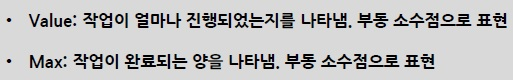 • Value: 작업이 얼마나 진행되었는지를 나타냄. 부동 소수점으로 표현
• Max: 작업이 완료되는 양을 나타냄. 부동 소수점으로 표현